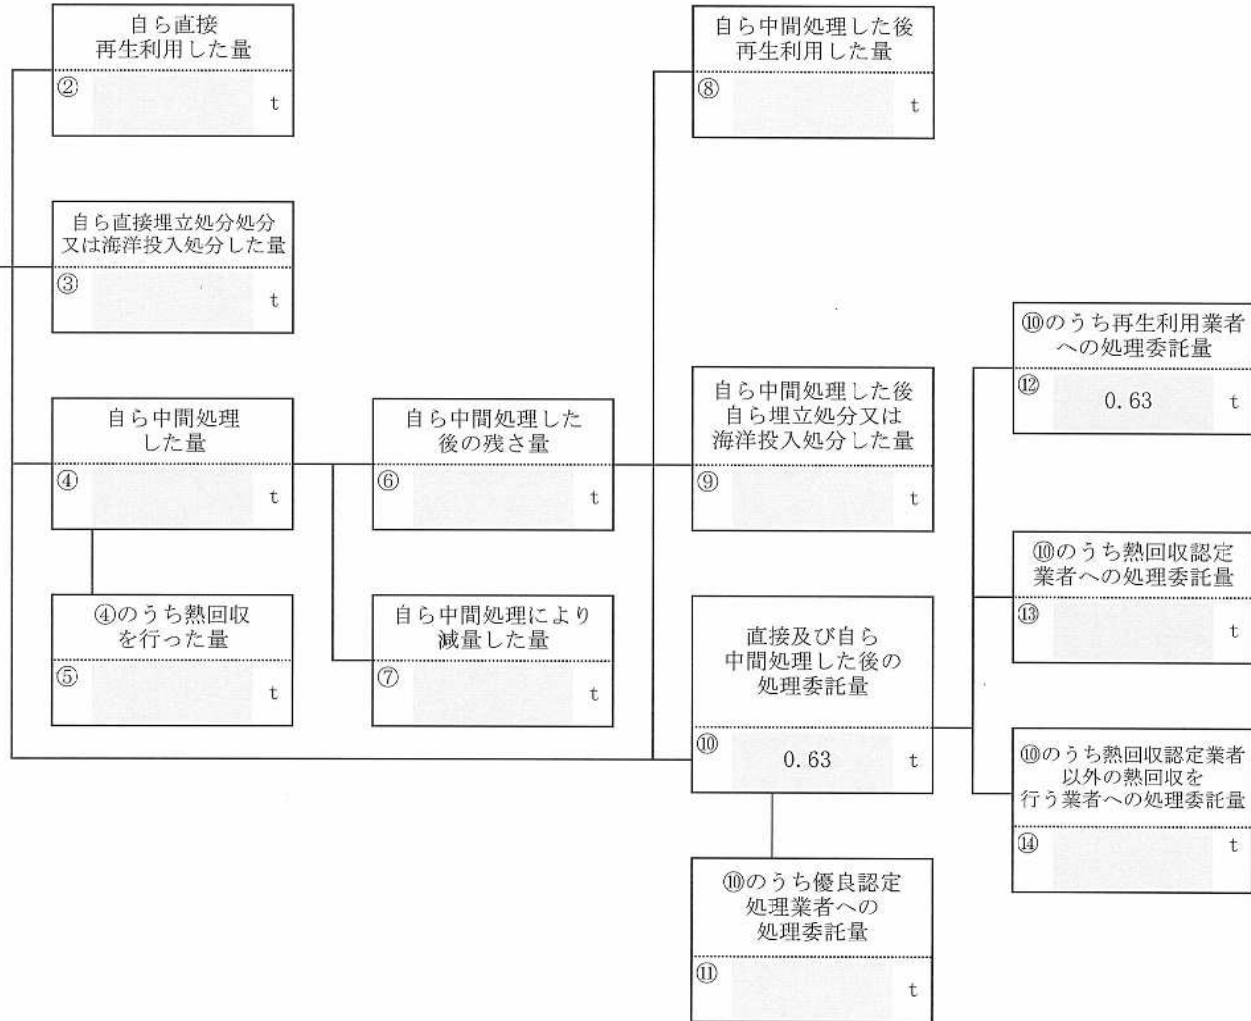 自ら直接
再生利用した量
② t
自ら中間処理した後
再生利用した量
⑧ t
自ら直接埋立処分処分
又は海洋投入処分した量
③ t
⑩のうち再生利用業者
への処理委託量
⑫ 0.63 t
自ら中間処理
した量
④ t
自ら中間処理した
後の残さ量
⑥ t
自ら中間処理した後
自ら埋立処分又は
海洋投入処分した量
⑨ t
⑩のうち熱回収認定
業者への処理委託量
⑬ t
④のうち熱回収
を行った量
⑤ t
自ら中間処理により
減量した量
⑦ t
直接及び自ら
中間処理した後の
処理委託量
⑩ 0.63 t
⑩のうち熱回収認定業者
以外の熱回収を
行う業者への処理委託量
⑭ t
⑩のうち優良認定
処理業者への
処理委託量
⑪ t